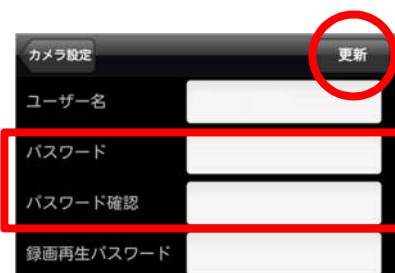 カメラ設定
更新
ユーザー名
パスワード
パスワード確認
録画再生パスワード